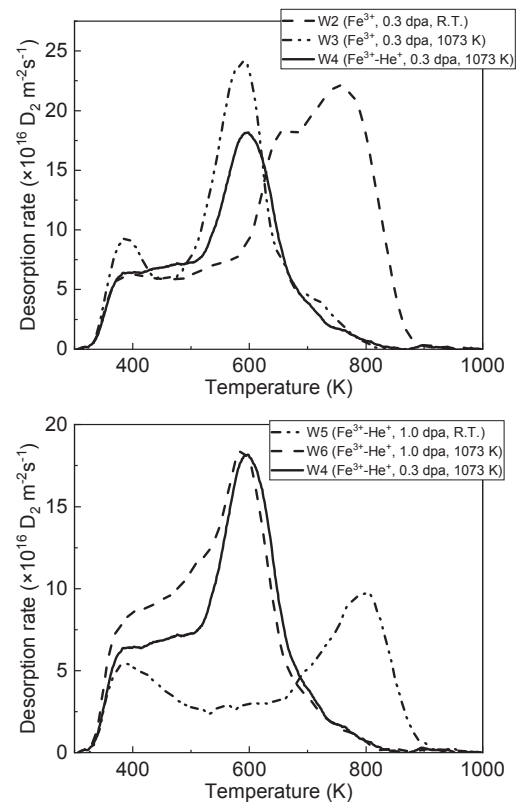 W2 (Fe³⁺, 0.3 dpa, R.T.)
W3 (Fe³⁺, 0.3 dpa, 1073 K)
W4 (Fe³⁺-He⁺, 0.3 dpa, 1073 K)
Desorption rate (×10¹⁶ D₂ m⁻²s⁻¹)
25
20
15
10
5
0
400 600 800 1000
Temperature (K)
W5 (Fe³⁺-He⁺, 1.0 dpa, R.T.)
W6 (Fe³⁺-He⁺, 1.0 dpa, 1073 K)
W4 (Fe³⁺-He⁺, 0.3 dpa, 1073 K)
Desorption rate (×10¹⁶ D₂ m⁻²s⁻¹)
20
15
10
5
0
400 600 800 1000
Temperature (K)